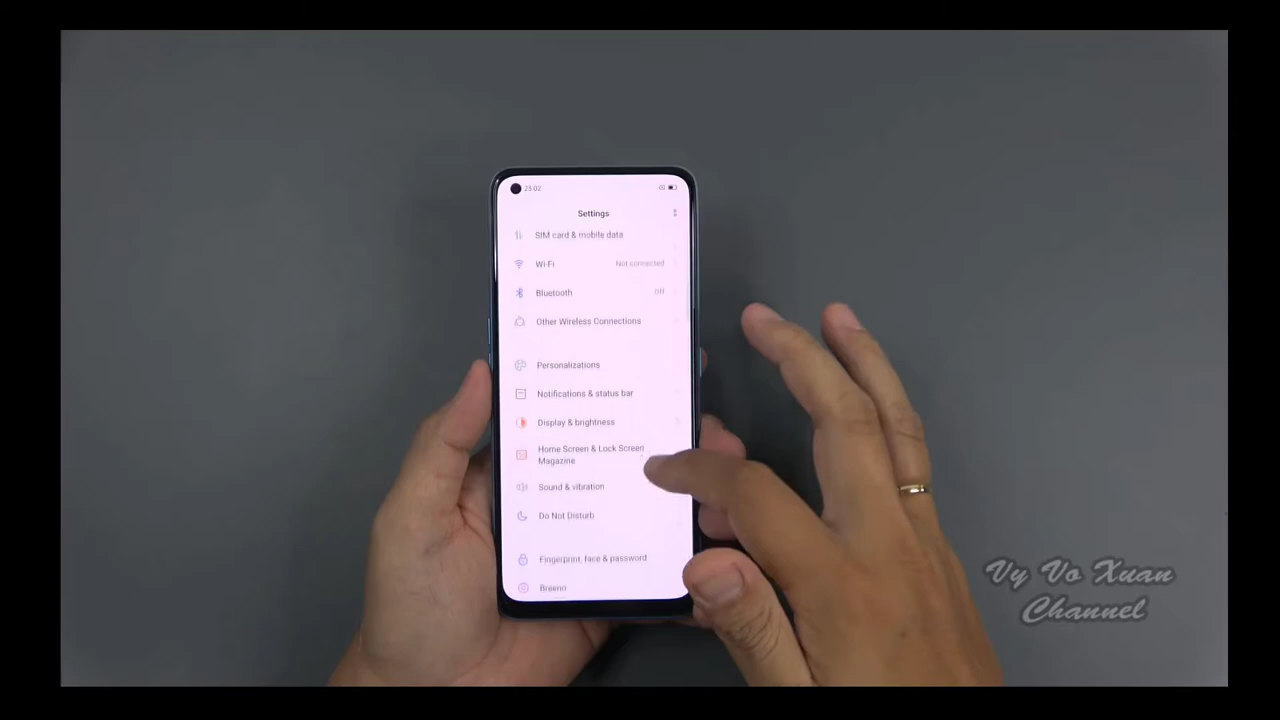 23:02
Settings
SIM card & mobile data
Wi-Fi Not connected
Bluetooth Off
Other Wireless Connections
Personalizations
Notifications & status bar
Display & brightness
Home Screen & Lock Screen
Magazine
Sound & vibration
Do Not Disturb
Fingerprint, face & password
Breeno
Vy Vo Xuan
Channel